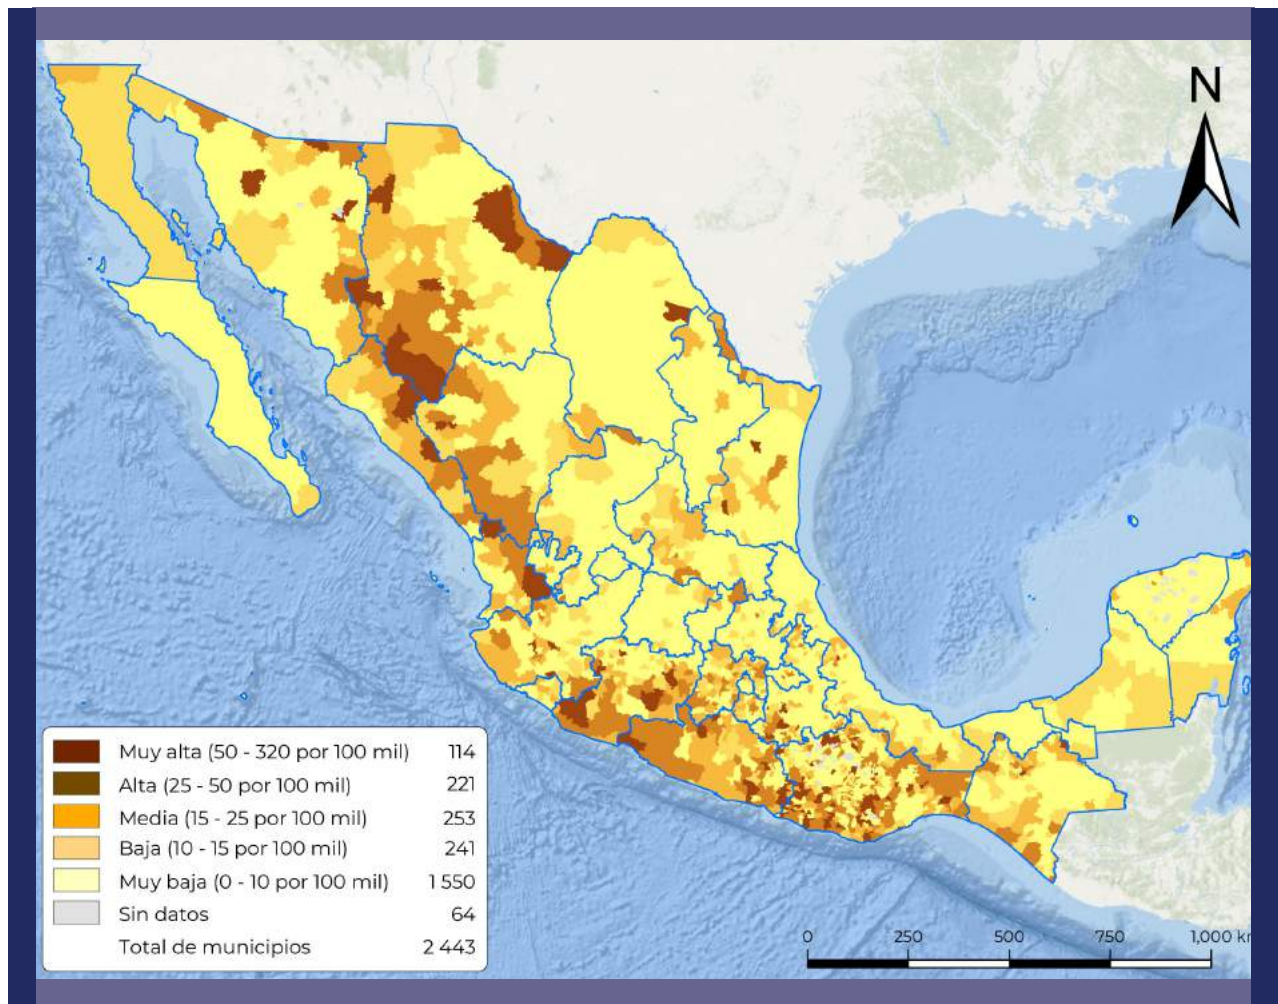 N
Muy alta (50 - 320 por 100 mil) 114
Alta (25 - 50 por 100 mil) 221
Media (15 - 25 por 100 mil) 253
Baja (10 - 15 por 100 mil) 241
Muy baja (0 - 10 por 100 mil) 1 550
Sin datos 64
Total de municipios 2 443
0 250 500 750 1,000 k